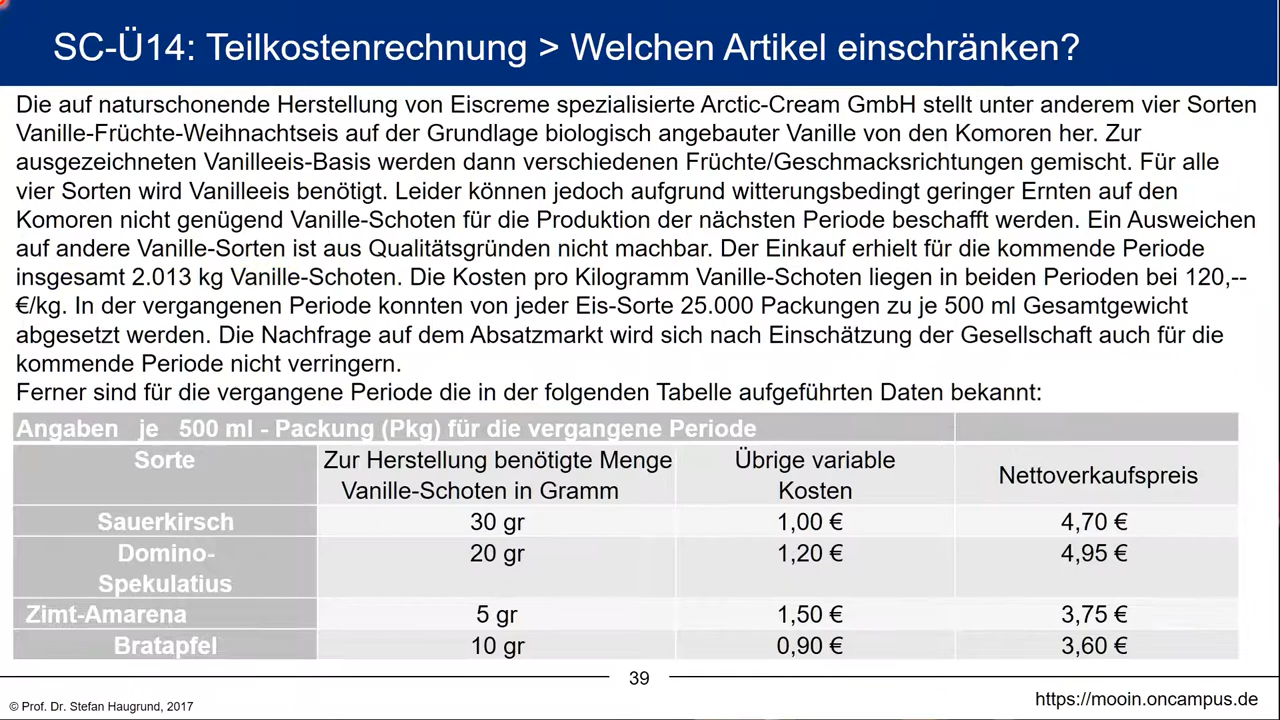 SC-Ü14: Teilkostenrechnung > Welchen Artikel einschränken?
Die auf naturschonende Herstellung von Eiscreme spezialisierte Arctic-Cream GmbH stellt unter anderem vier Sorten
Vanille-Früchte-Weihnachtseis auf der Grundlage biologisch angebauter Vanille von den Komoren her. Zur
ausgezeichneten Vanilleeis-Basis werden dann verschiedenen Früchte/Geschmacksrichtungen gemischt. Für alle
vier Sorten wird Vanilleeis benötigt. Leider können jedoch aufgrund witterungsbedingt geringer Ernten auf den
Komoren nicht genügend Vanille-Schoten für die Produktion der nächsten Periode beschafft werden. Ein Ausweichen
auf andere Vanille-Sorten ist aus Qualitätsgründen nicht machbar. Der Einkauf erhielt für die kommende Periode
insgesamt 2.013 kg Vanille-Schoten. Die Kosten pro Kilogramm Vanille-Schoten liegen in beiden Perioden bei 120,--
€/kg. In der vergangenen Periode konnten von jeder Eis-Sorte 25.000 Packungen zu je 500 ml Gesamtgewicht
abgesetzt werden. Die Nachfrage auf dem Absatzmarkt wird sich nach Einschätzung der Gesellschaft auch für die
kommende Periode nicht verringern.
Ferner sind für die vergangene Periode die in der folgenden Tabelle aufgeführten Daten bekannt:
Angaben je 500 ml - Packung (Pkg) für die vergangene Periode
Sorte Zur Herstellung benötigte Menge Vanille-Schoten in Gramm Übrige variable Kosten Nettoverkaufspreis
Sauerkirsch 30 gr 1,00 € 4,70 €
Domino-Spekulatius 20 gr 1,20 € 4,95 €
Zimt-Amarena 5 gr 1,50 € 3,75 €
Bratapfel 10 gr 0,90 € 3,60 €
39
© Prof. Dr. Stefan Haugrund, 2017
https://mooin.oncampus.de